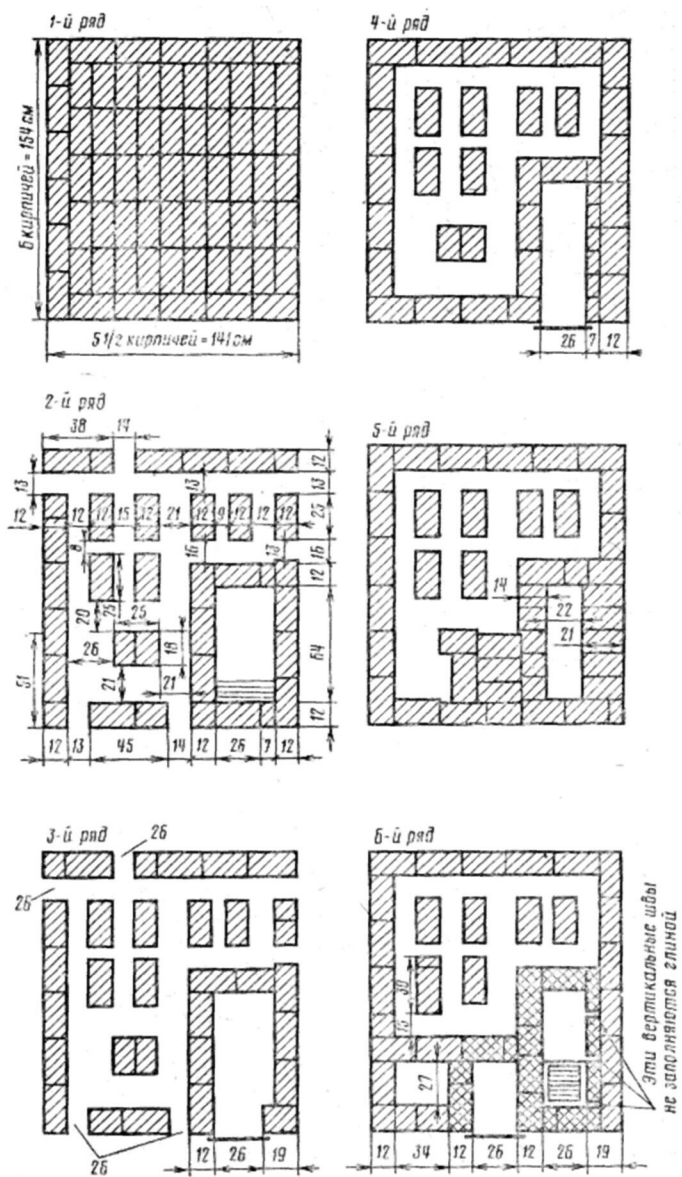 1-й ряд
6 кирпичей = 154 см
5 1/2 кирпичей = 141 см
4-й ряд
26 7 12
2-й ряд
38 14
12
13 13 13
12 12 12 15 12 21 12 9 12 12 12 25
8 16 13 16
12
25
20 25
26 18 64
51 21 21
12
12 13 45 14 12 26 7 12
5-й ряд
14
22
21
3-й ряд
26
26
26
12 26 19
6-й ряд
30
15
27
12 34 12 26 12 26 19
Эти вертикальные швы
не заполняются глиной